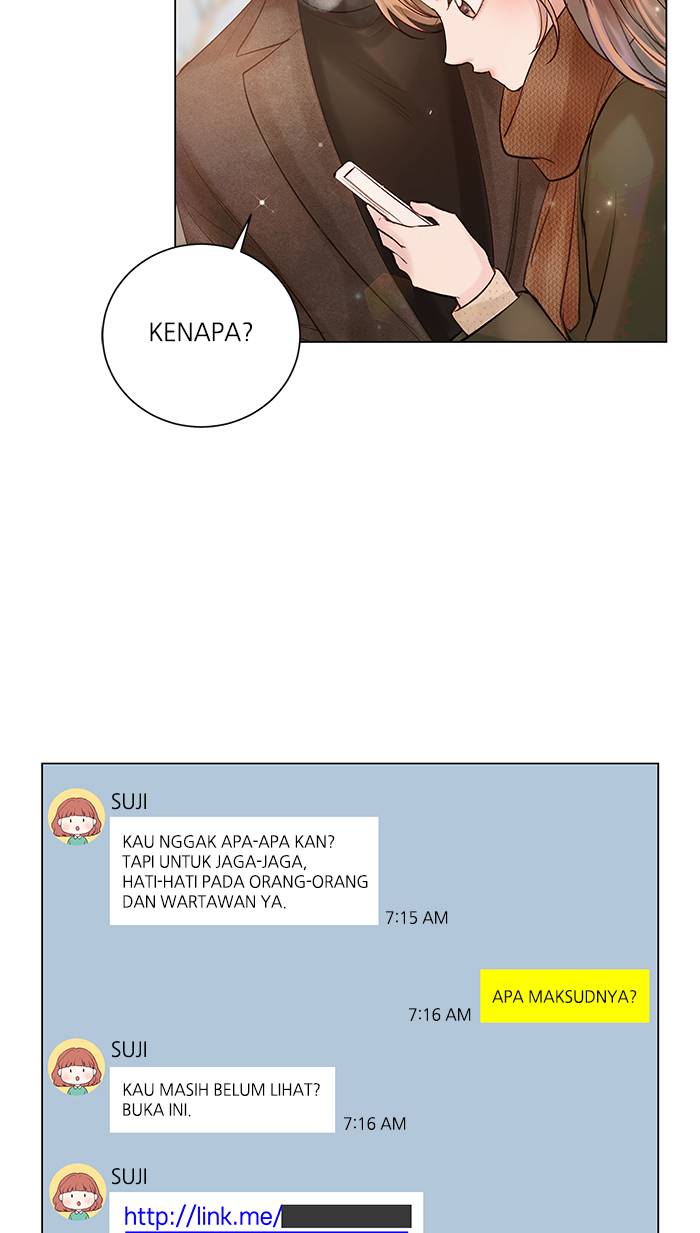 KENAPA?
SUJI
KAU NGGAK APA-APA KAN?
TAPI UNTUK JAGA-JAGA,
HATI-HATI PADA ORANG-ORANG
DAN WARTAWAN YA.
7:15 AM
APA MAKSUDNYA?
7:16 AM
SUJI
KAU MASIH BELUM LIHAT?
BUKA INI.
7:16 AM
SUJI
http://link.me/